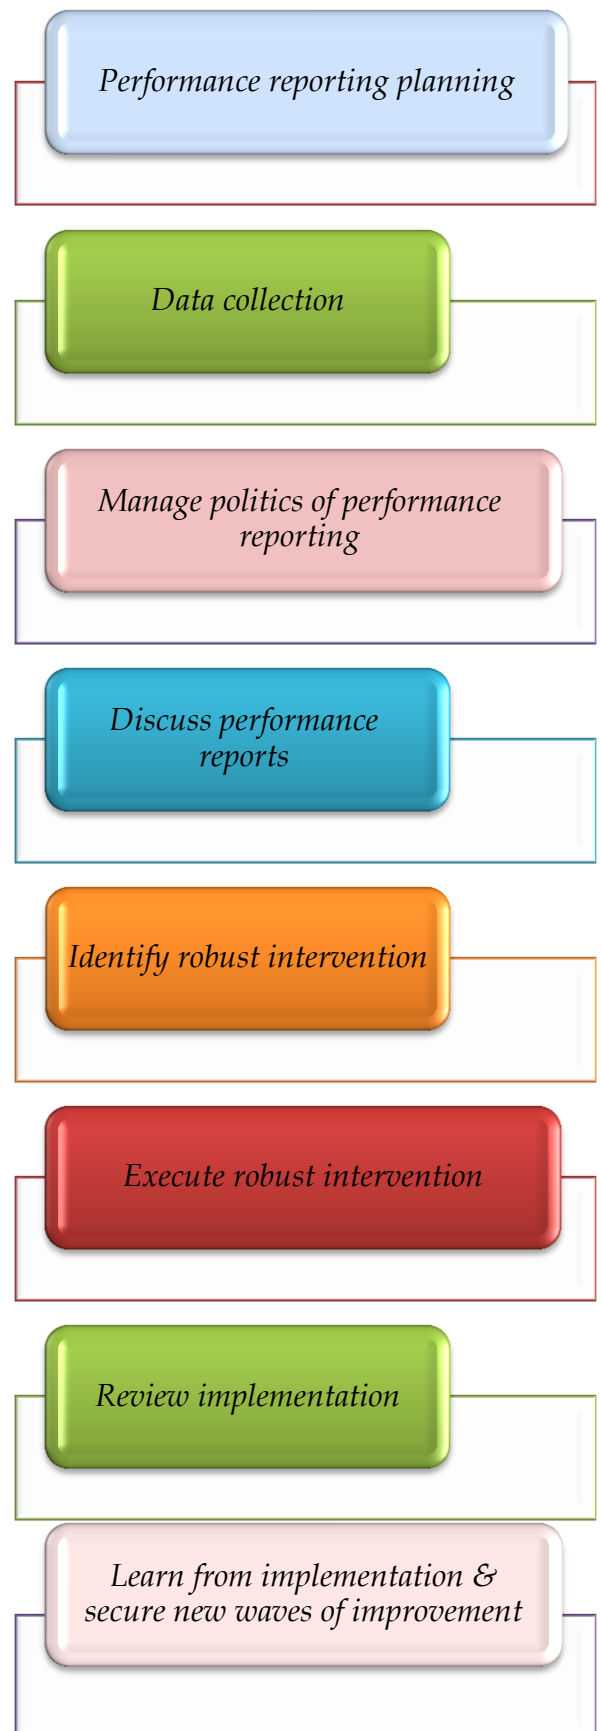 Performance reporting planning
Data collection
Manage politics of performance
reporting
Discuss performance
reports
Identify robust intervention
Execute robust intervention
Review implementation
Learn from implementation &
secure new waves of improvement